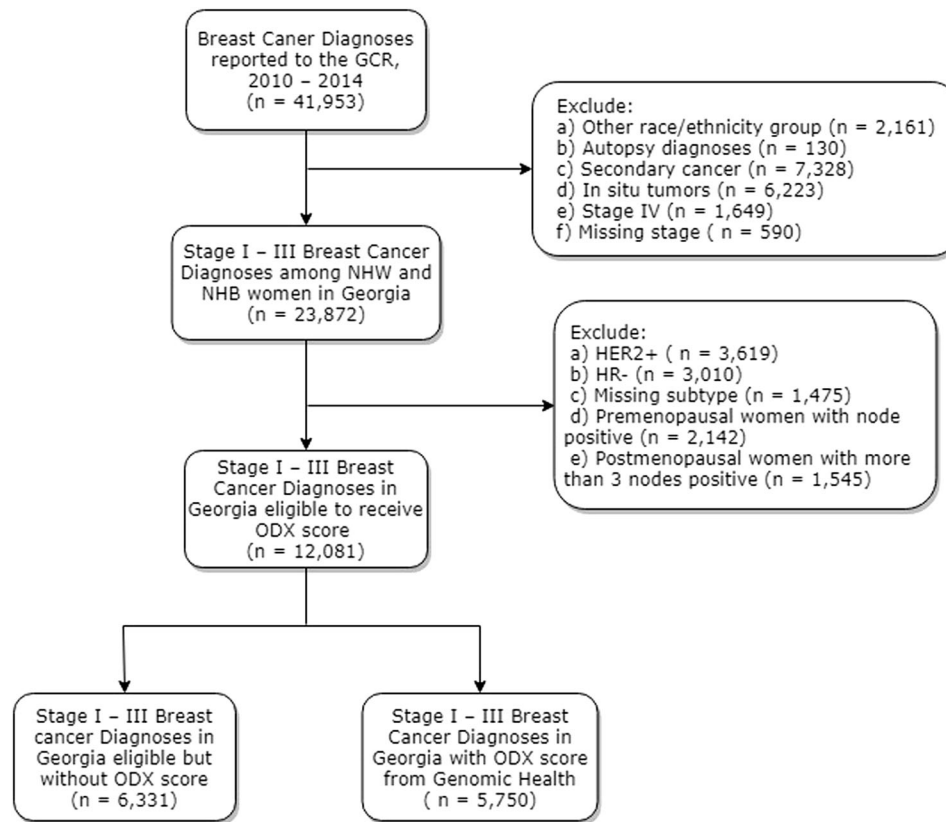 Breast Caner Diagnoses
reported to the GCR,
2010 – 2014
(n = 41,953)
Exclude:
a) Other race/ethnicity group (n = 2,161)
b) Autopsy diagnoses (n = 130)
c) Secondary cancer (n = 7,328)
d) In situ tumors (n = 6,223)
e) Stage IV (n = 1,649)
f) Missing stage ( n = 590)
Stage I – III Breast Cancer
Diagnoses among NHW and
NHB women in Georgia
(n = 23,872)
Exclude:
a) HER2+ ( n = 3,619)
b) HR- (n = 3,010)
c) Missing subtype (n = 1,475)
d) Premenopausal women with node
positive (n = 2,142)
e) Postmenopausal women with more
than 3 nodes positive (n = 1,545)
Stage I – III Breast
Cancer Diagnoses in
Georgia eligible to receive
ODX score
(n = 12,081)
Stage I – III Breast
cancer Diagnoses in
Georgia eligible but
without ODX score
(n = 6,331)
Stage I – III Breast
Cancer Diagnoses in
Georgia with ODX score
from Genomic Health
( n = 5,750)